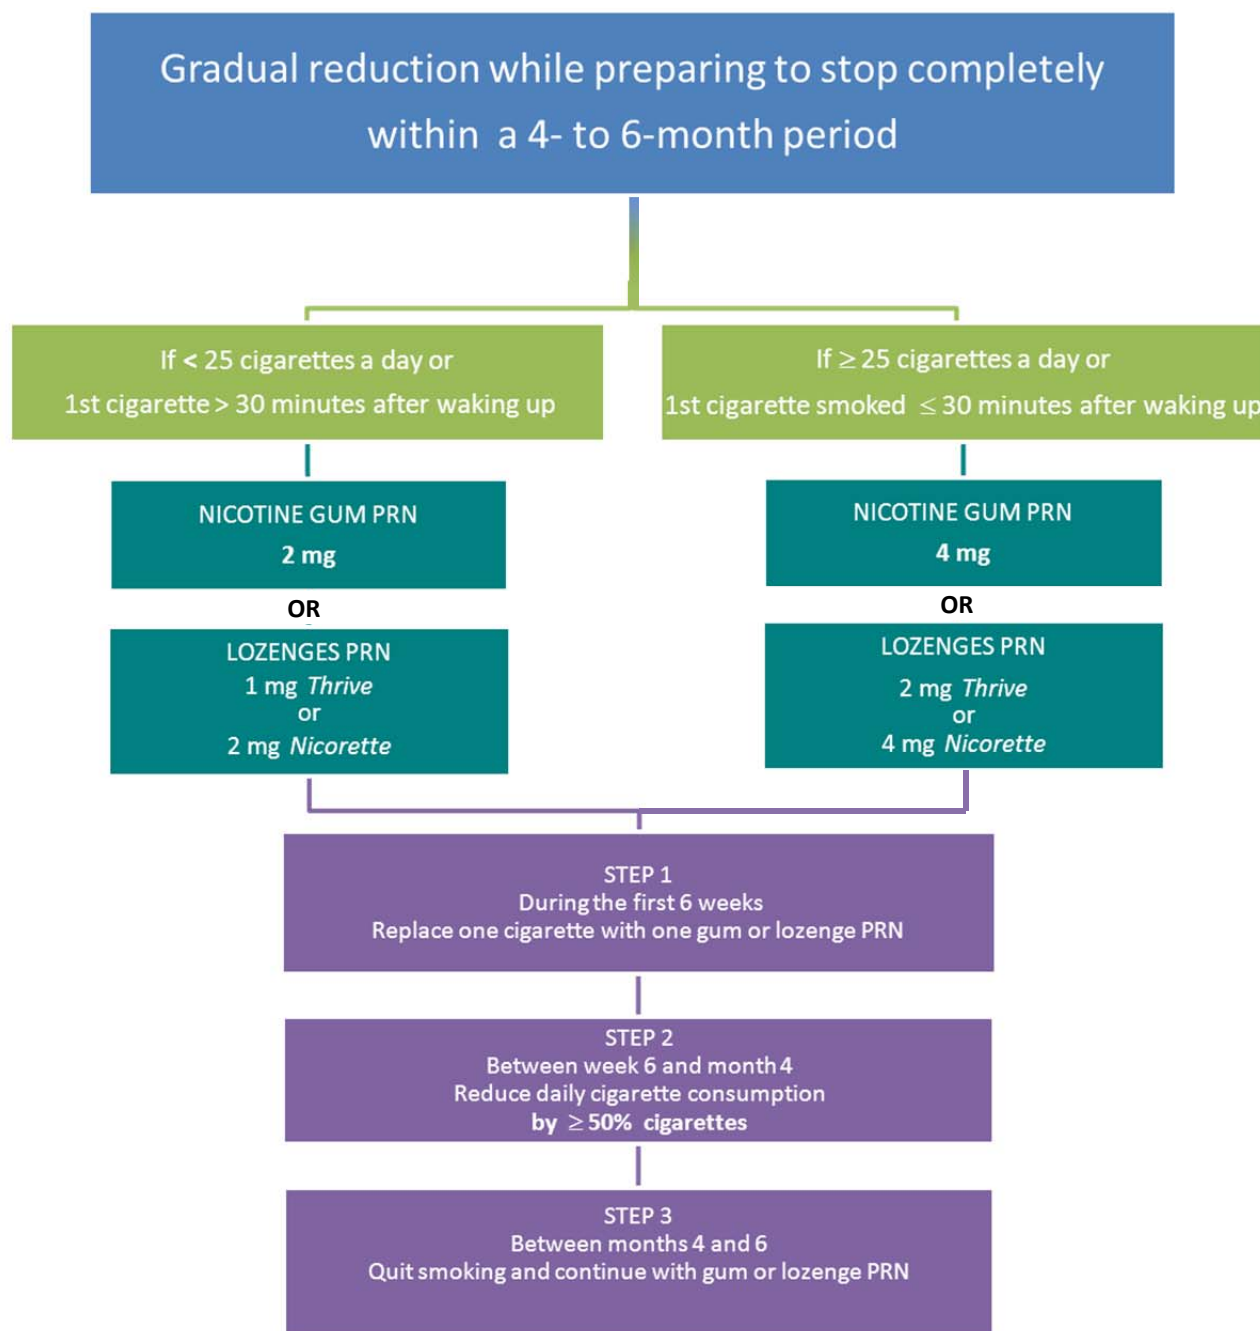 Gradual reduction while preparing to stop completely
within a 4- to 6-month period
If < 25 cigarettes a day or
1st cigarette > 30 minutes after waking up
NICOTINE GUM PRN
2 mg
OR
LOZENGES PRN
1 mg Thrive
or
2 mg Nicorette
If ≥ 25 cigarettes a day or
1st cigarette smoked ≤ 30 minutes after waking up
NICOTINE GUM PRN
4 mg
OR
LOZENGES PRN
2 mg Thrive
or
4 mg Nicorette
STEP 1
During the first 6 weeks
Replace one cigarette with one gum or lozenge PRN
STEP 2
Between week 6 and month 4
Reduce daily cigarette consumption
by ≥ 50% cigarettes
STEP 3
Between months 4 and 6
Quit smoking and continue with gum or lozenge PRN